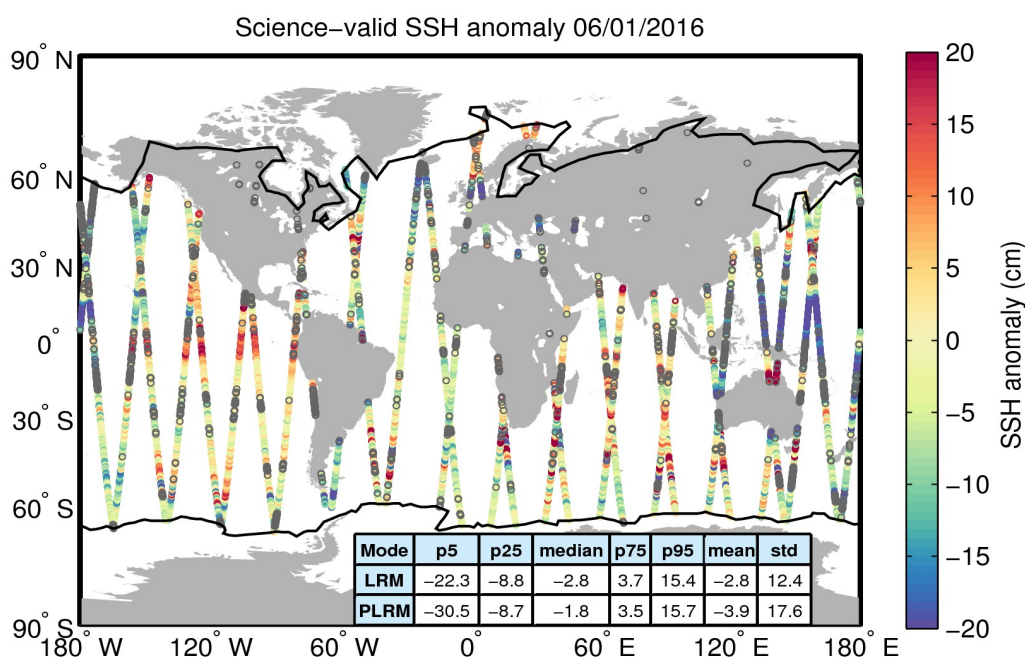 Science−valid SSH anomaly 06/01/2016
90° N
60° N
30° N
0°
30° S
60° S
90° S
180° W
120° W
60° W
0°
60° E
120° E
180° E
Mode p5 p25 median p75 p95 mean std
LRM −22.3 −8.8 −2.8 3.7 15.4 −2.8 12.4
PLRM −30.5 −8.7 −1.8 3.5 15.7 −3.9 17.6
20
15
10
5
0
−5
−10
−15
−20
SSH anomaly (cm)